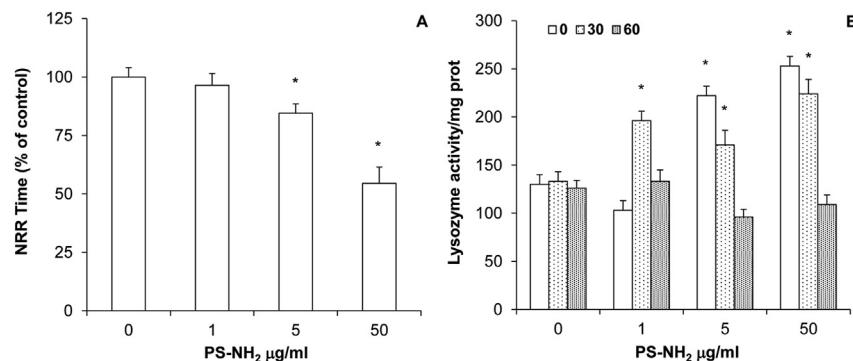 A
NRR Time (% of control)
125
100
75
50
25
0
*
*
0 1 5 50
PS-NH₂ µg/ml
B
Lysozyme activity/mg prot
0 30 60
300
250
200
150
100
50
0
*
*
*
*
*
0 1 5 50
PS-NH₂ µg/ml